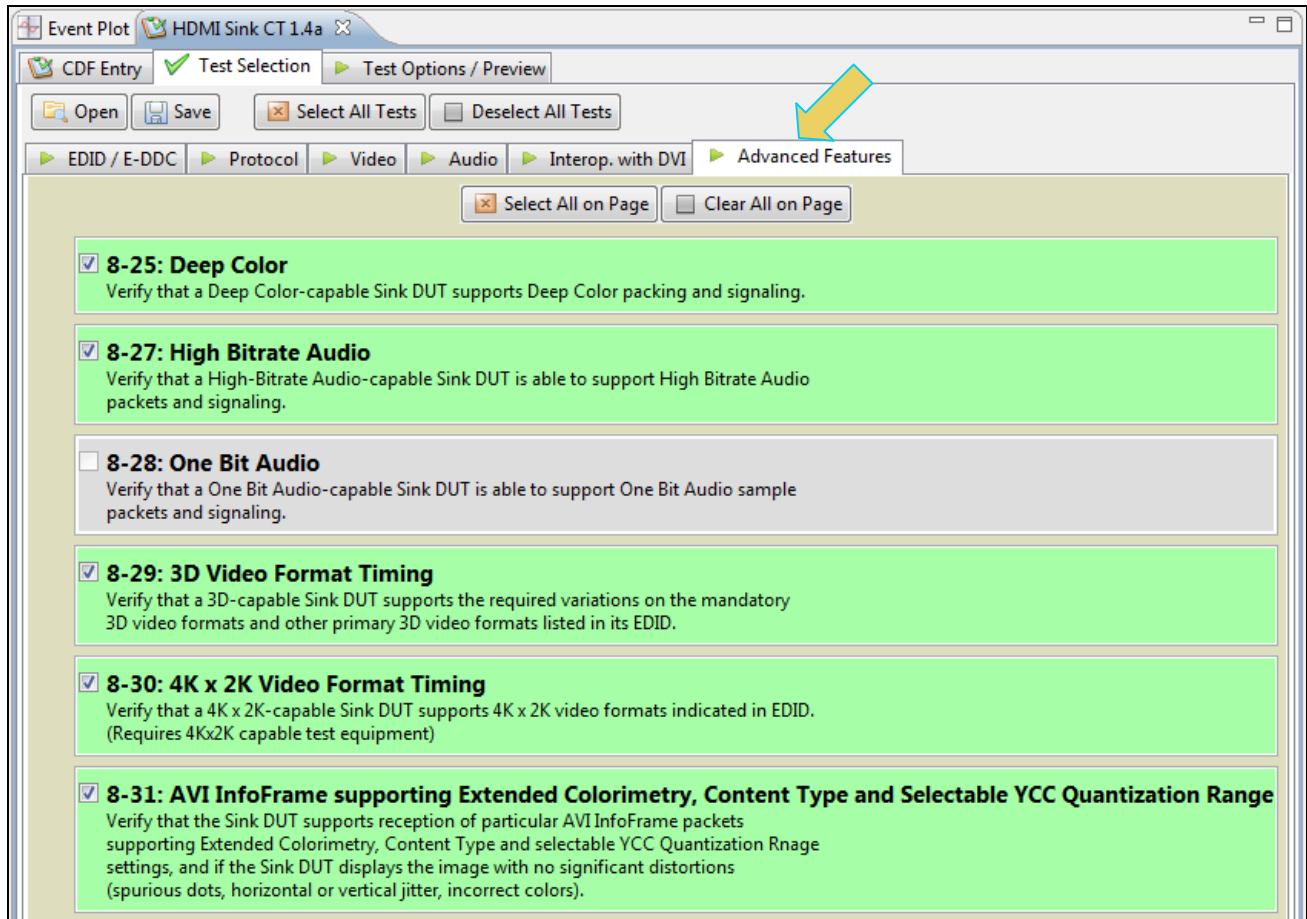 Event Plot HDMI Sink CT 1.4a
CDF Entry Test Selection Test Options / Preview
Open Save Select All Tests Deselect All Tests
EDID / E-DDC Protocol Video Audio Interop. with DVI Advanced Features
Select All on Page Clear All on Page
8-25: Deep Color
Verify that a Deep Color-capable Sink DUT supports Deep Color packing and signaling.
8-27: High Bitrate Audio
Verify that a High-Bitrate Audio-capable Sink DUT is able to support High Bitrate Audio
packets and signaling.
8-28: One Bit Audio
Verify that a One Bit Audio-capable Sink DUT is able to support One Bit Audio sample
packets and signaling.
8-29: 3D Video Format Timing
Verify that a 3D-capable Sink DUT supports the required variations on the mandatory
3D video formats and other primary 3D video formats listed in its EDID.
8-30: 4K x 2K Video Format Timing
Verify that a 4K x 2K-capable Sink DUT supports 4K x 2K video formats indicated in EDID.
(Requires 4Kx2K capable test equipment)
8-31: AVI InfoFrame supporting Extended Colorimetry, Content Type and Selectable YCC Quantization Range
Verify that the Sink DUT supports reception of particular AVI InfoFrame packets
supporting Extended Colorimetry, Content Type and selectable YCC Quantization Rnage
settings, and if the Sink DUT displays the image with no significant distortions
(spurious dots, horizontal or vertical jitter, incorrect colors).